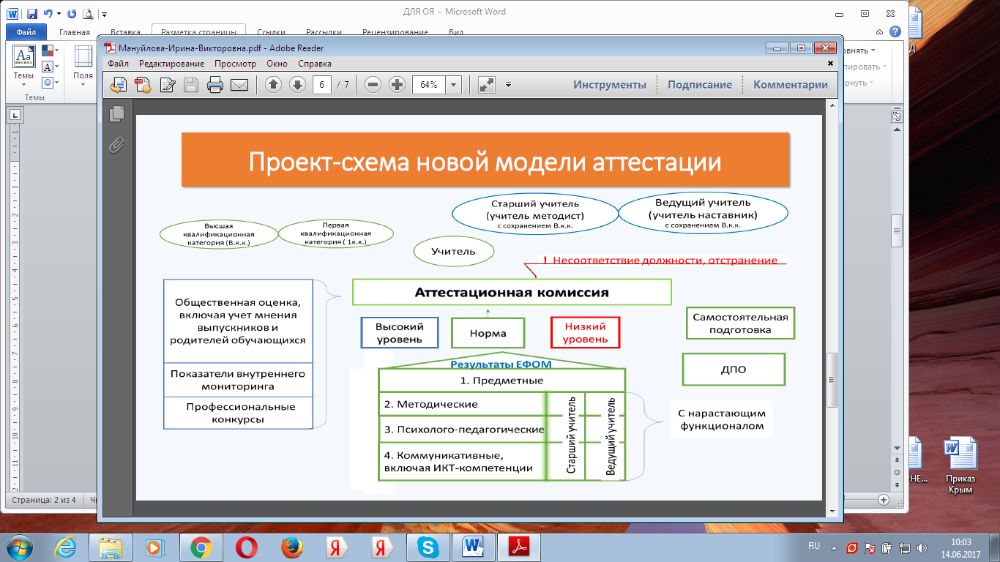 ДЛЯ ОЯ - Microsoft Word
Файл
Главная
Вставка
Разметка страницы
Ссылки
Рассылки
Рецензирование
Вид
Темы
Поля
Темы
Мануйлова-Ирина-Викторовна.pdf - Adobe Reader
Файл Редактирование Просмотр Окно Справка
6 / 7
64%
Инструменты
Подписание
Комментарии
Проект-схема новой модели аттестации
Высшая
квалификационная
категория (В.к.к.)
Первая
квалификационная
категория ( 1к.к.)
Старший учитель
(учитель методист)
с сохранением В.к.к.
Ведущий учитель
(учитель наставник)
с сохранением В.к.к.
Учитель
! Несоответствие должности, отстранение
Аттестационная комиссия
Общественная оценка,
включая учет мнения
выпускников и
родителей обучающихся
Показатели внутреннего
мониторинга
Профессиональные
конкурсы
Высокий
уровень
Норма
Низкий
уровень
Самостоятельная
подготовка
ДПО
Результаты ЕФОМ
1. Предметные
2. Методические
3. Психолого-педагогические
4. Коммуникативные,
включая ИКТ-компетенции
Старший учитель
Ведущий учитель
С нарастающим
функционалом
Страница: 2 из 4
Приказ
Крым
RU
10:03
14.06.2017